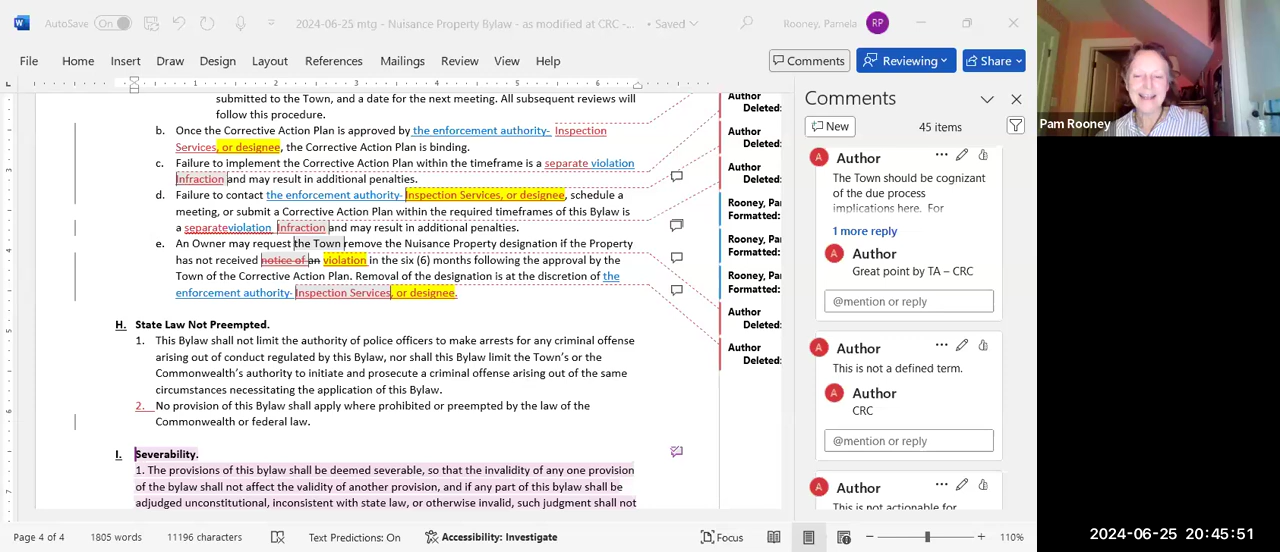 AutoSave On 2024-06-25 mtg - Nuisance Property Bylaw - as modified at CRC -... • Saved Rooney, Pamela RP
File Home Insert Draw Design Layout References Mailings Review View Help Comments Reviewing Share
submitted to the Town, and a date for the next meeting. All subsequent reviews will
follow this procedure.
b. Once the Corrective Action Plan is approved by the enforcement authority- Inspection
Services, or designee, the Corrective Action Plan is binding.
c. Failure to implement the Corrective Action Plan within the timeframe is a separate violation
Infraction and may result in additional penalties.
d. Failure to contact the enforcement authority- Inspection Services, or designee, schedule a
meeting, or submit a Corrective Action Plan within the required timeframes of this Bylaw is
a separateviolation Infraction and may result in additional penalties.
e. An Owner may request the Town remove the Nuisance Property designation if the Property
has not received notice of an violation in the six (6) months following the approval by the
Town of the Corrective Action Plan. Removal of the designation is at the discretion of the
enforcement authority- Inspection Services, or designee.
H. State Law Not Preempted.
1. This Bylaw shall not limit the authority of police officers to make arrests for any criminal offense
arising out of conduct regulated by this Bylaw, nor shall this Bylaw limit the Town's or the
Commonwealth's authority to initiate and prosecute a criminal offense arising out of the same
circumstances necessitating the application of this Bylaw.
2. No provision of this Bylaw shall apply where prohibited or preempted by the law of the
Commonwealth or federal law.
I. Severability.
1. The provisions of this bylaw shall be deemed severable, so that the invalidity of any one provision
of the bylaw shall not affect the validity of another provision, and if any part of this bylaw shall be
adjudged unconstitutional, inconsistent with state law, or otherwise invalid, such judgment shall not
Author
Deleted:
Author
Deleted:
Author
Deleted:
Rooney, Pa
Formatted:
Rooney, Pa
Formatted:
Rooney, Pa
Formatted:
Author
Deleted:
Author
Deleted:
Comments
New 45 items
A Author
The Town should be cognizant
of the due process
implications here. For
1 more reply
A Author
Great point by TA – CRC
@mention or reply
A Author
This is not a defined term.
A Author
CRC
@mention or reply
A Author
This is not actionable for
Page 4 of 4 1805 words 11196 characters Text Predictions: On Accessibility: Investigate Focus 110%
Pam Rooney
2024-06-25 20:45:51